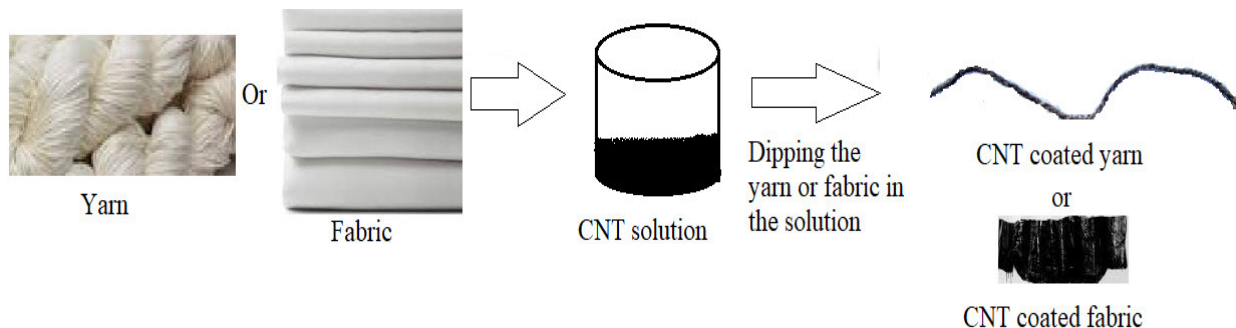 Yarn
Or
Fabric
CNT solution
Dipping the
yarn or fabric in
the solution
CNT coated yarn
or
CNT coated fabric